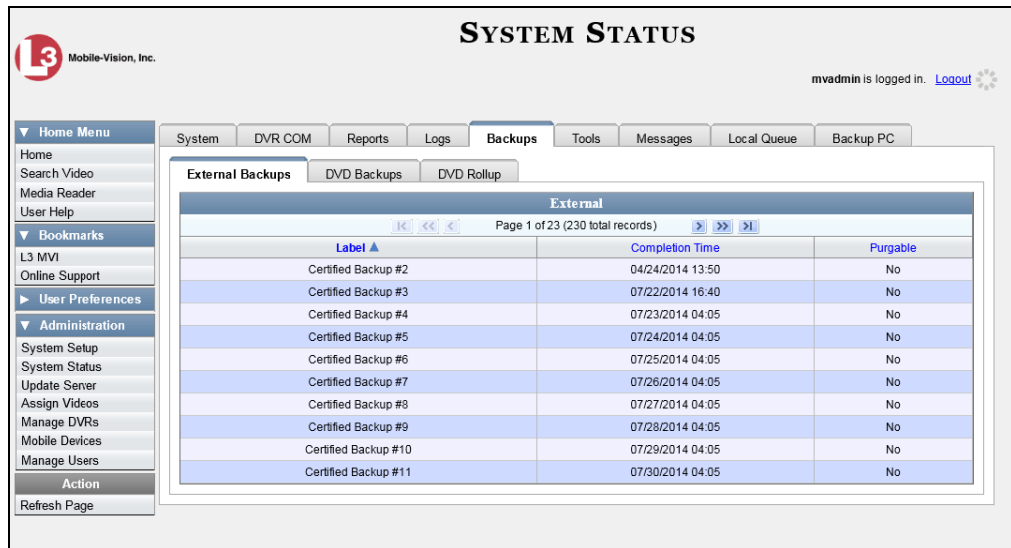 SYSTEM STATUS
L3
Mobile-Vision, Inc.
mvadmin is logged in. Logout
▼ Home Menu
Home
Search Video
Media Reader
User Help
▼ Bookmarks
L3 MVI
Online Support
► User Preferences
▼ Administration
System Setup
System Status
Update Server
Assign Videos
Manage DVRs
Mobile Devices
Manage Users
Action
Refresh Page
System DVR COM Reports Logs Backups Tools Messages Local Queue Backup PC
External Backups DVD Backups DVD Rollup
External
Page 1 of 23 (230 total records)
Label ▲ Completion Time Purgable
Certified Backup #2 04/24/2014 13:50 No
Certified Backup #3 07/22/2014 16:40 No
Certified Backup #4 07/23/2014 04:05 No
Certified Backup #5 07/24/2014 04:05 No
Certified Backup #6 07/25/2014 04:05 No
Certified Backup #7 07/26/2014 04:05 No
Certified Backup #8 07/27/2014 04:05 No
Certified Backup #9 07/28/2014 04:05 No
Certified Backup #10 07/29/2014 04:05 No
Certified Backup #11 07/30/2014 04:05 No